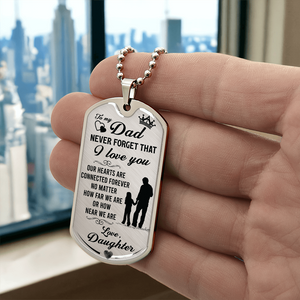 To my
Dad
NEVER FORGET THAT
I love you
OUR HEARTS ARE
CONNECTED FOREVER
NO MATTER
HOW FAR WE ARE
OR HOW
NEAR WE ARE
Love,
Daughter